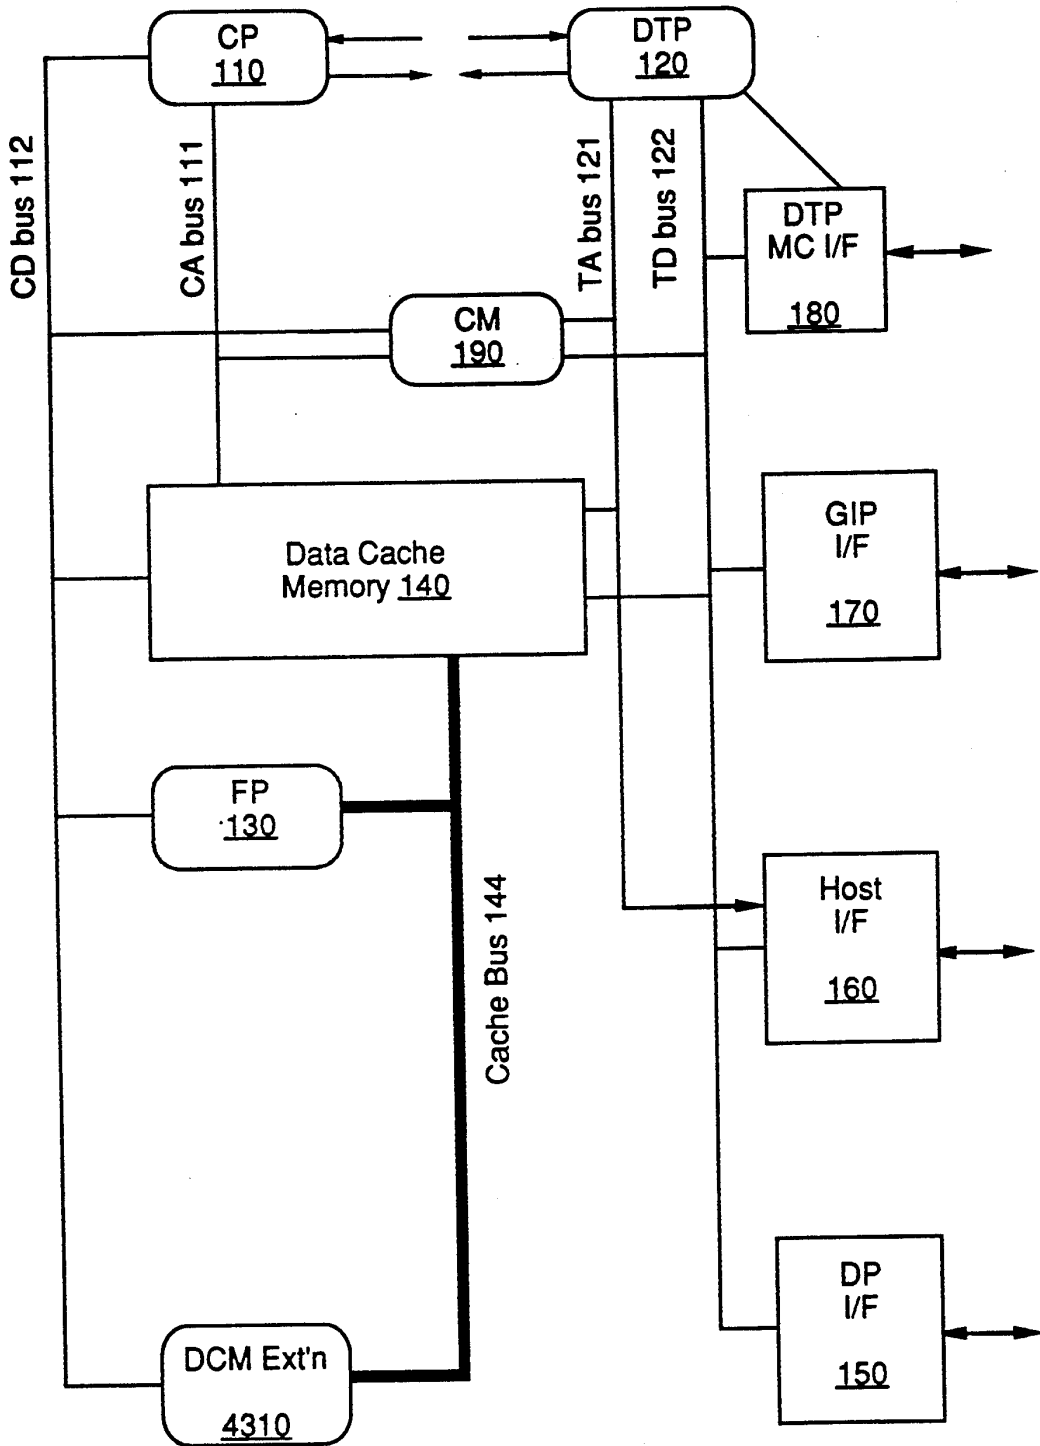 CP
110
DTP
120
CD bus 112
CA bus 111
TA bus 121
TD bus 122
DTP
MC I/F
180
CM
190
Data Cache
Memory 140
GIP
I/F
170
FP
130
Cache Bus 144
Host
I/F
160
DCM Ext'n
4310
DP
I/F
150